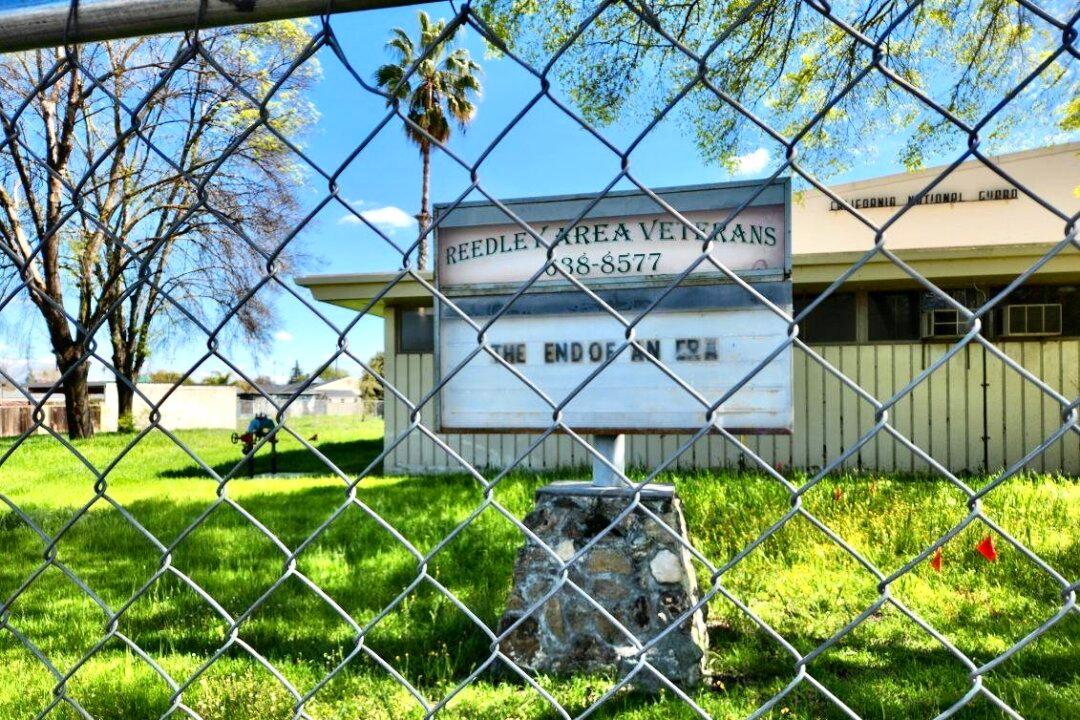 CALIFORNIA NATIONAL GUARD
REEDLEY AREA VETERANS
638-8577
THE END OF AN ERA